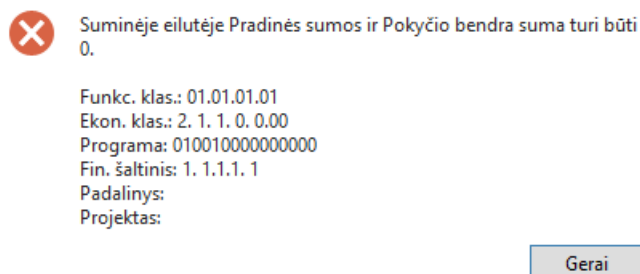 Suminėje eilutėje Pradinės sumos ir Pokyčio bendra suma turi būti
0.
Funkc. klas.: 01.01.01.01
Ekon. klas.: 2. 1. 1. 0. 0.00
Programa: 010010000000000
Fin. šaltinis: 1. 1.1.1. 1
Padalinys:
Projektas:
Gerai